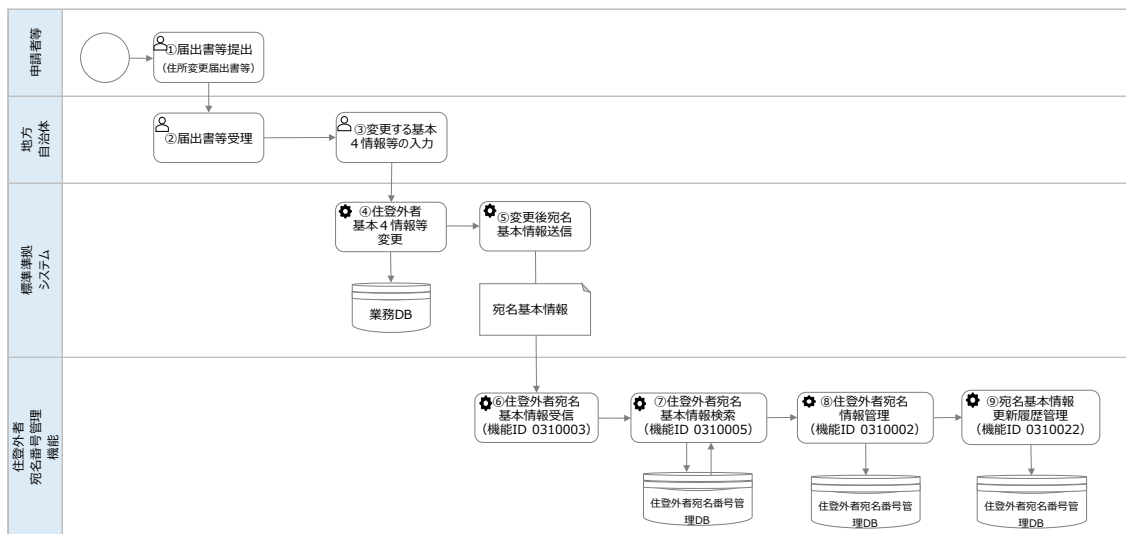 申請者等
①届出書等提出
（住所変更届出書等）
地方
自治体
②届出書等受理
③変更する基本
４情報等の入力
標準準拠
システム
④住登外者
基本４情報等
変更
⑤変更後宛名
基本情報送信
業務DB
宛名基本情報
住登外者
宛名番号管理
機能
⑥住登外者宛名
基本情報受信
（機能ID 0310003）
⑦住登外者宛名
基本情報検索
（機能ID 0310005）
⑧住登外者宛名
情報管理
（機能ID 0310002）
⑨宛名基本情報
更新履歴管理
（機能ID 0310022）
住登外者宛名番号管
理DB
住登外者宛名番号管
理DB
住登外者宛名番号管
理DB